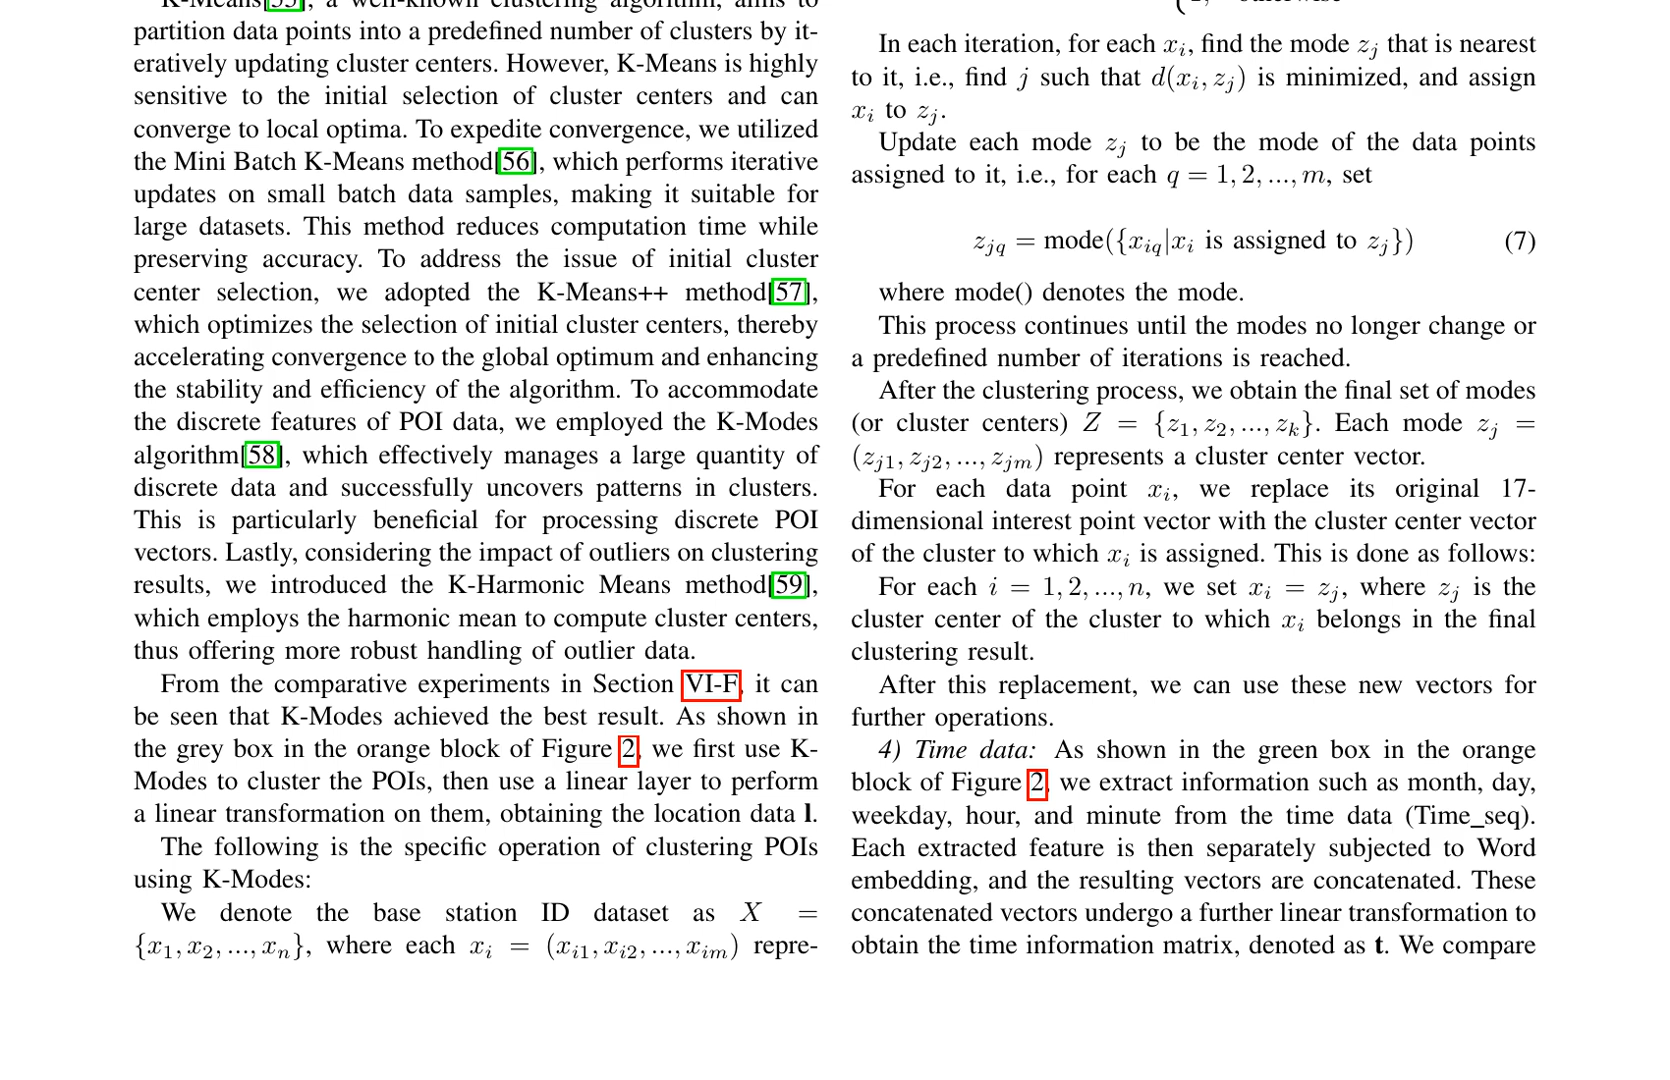 K-Means[55], a well-known clustering algorithm, aims to
partition data points into a predefined number of clusters by it-
eratively updating cluster centers. However, K-Means is highly
sensitive to the initial selection of cluster centers and can
converge to local optima. To expedite convergence, we utilized
the Mini Batch K-Means method[56], which performs iterative
updates on small batch data samples, making it suitable for
large datasets. This method reduces computation time while
preserving accuracy. To address the issue of initial cluster
center selection, we adopted the K-Means++ method[57],
which optimizes the selection of initial cluster centers, thereby
accelerating convergence to the global optimum and enhancing
the stability and efficiency of the algorithm. To accommodate
the discrete features of POI data, we employed the K-Modes
algorithm[58], which effectively manages a large quantity of
discrete data and successfully uncovers patterns in clusters.
This is particularly beneficial for processing discrete POI
vectors. Lastly, considering the impact of outliers on clustering
results, we introduced the K-Harmonic Means method[59],
which employs the harmonic mean to compute cluster centers,
thus offering more robust handling of outlier data.
From the comparative experiments in Section VI-F, it can
be seen that K-Modes achieved the best result. As shown in
the grey box in the orange block of Figure 2, we first use K-
Modes to cluster the POIs, then use a linear layer to perform
a linear transformation on them, obtaining the location data l.
The following is the specific operation of clustering POIs
using K-Modes:
We denote the base station ID dataset as X =
{x1, x2, ..., xn}, where each xi = (xi1, xi2, ..., xim) repre-
otherwise
In each iteration, for each xi, find the mode zj that is nearest
to it, i.e., find j such that d(xi, zj) is minimized, and assign
xi to zj.
Update each mode zj to be the mode of the data points
assigned to it, i.e., for each q = 1, 2, ..., m, set
zjq = mode({xiq|xi is assigned to zj}) (7)
where mode() denotes the mode.
This process continues until the modes no longer change or
a predefined number of iterations is reached.
After the clustering process, we obtain the final set of modes
(or cluster centers) Z = {z1, z2, ..., zk}. Each mode zj =
(zj1, zj2, ..., zjm) represents a cluster center vector.
For each data point xi, we replace its original 17-
dimensional interest point vector with the cluster center vector
of the cluster to which xi is assigned. This is done as follows:
For each i = 1, 2, ..., n, we set xi = zj, where zj is the
cluster center of the cluster to which xi belongs in the final
clustering result.
After this replacement, we can use these new vectors for
further operations.
4) Time data: As shown in the green box in the orange
block of Figure 2, we extract information such as month, day,
weekday, hour, and minute from the time data (Time_seq).
Each extracted feature is then separately subjected to Word
embedding, and the resulting vectors are concatenated. These
concatenated vectors undergo a further linear transformation to
obtain the time information matrix, denoted as t. We compare